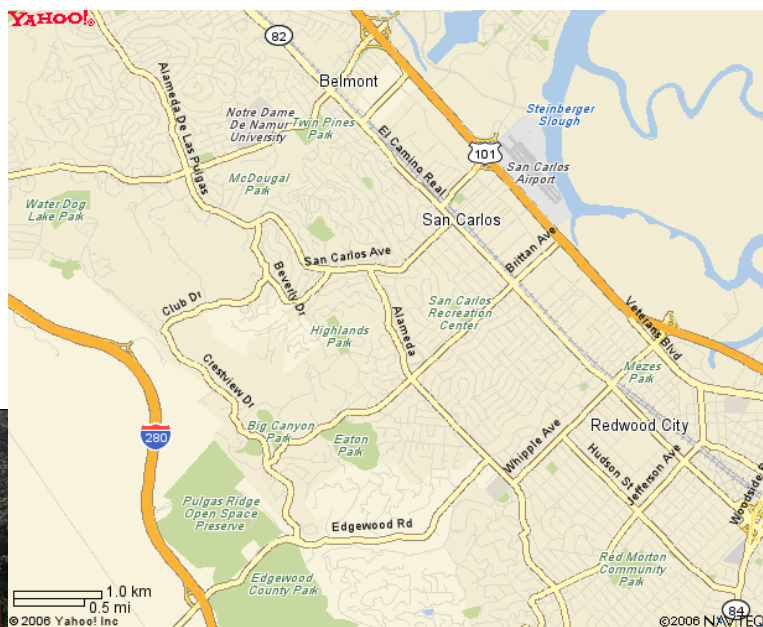 YAHOO!®
82
Belmont
Alameda De Las Pulgas
Notre Dame
De Namur
University
Twin Pines
Park
Steinberger
Slough
El Camino Real
101
San Carlos
Airport
McDougal
Park
Water Dog
Lake Park
San Carlos
Brittan Ave
San Carlos Ave
Beverly Dr
Club Dr
Alameda
San Carlos
Recreation
Center
Highlands
Park
Veterans Blvd
Mezes
Park
Crestview Dr
Big Canyon
Park
Eaton
Park
Redwood City
280
Whipple Ave
Hudson St
Jefferson Ave
Woodside
Pulgas Ridge
Open Space
Preserve
Edgewood Rd
Edgewood
County Park
Red Morton
Community
Park
1.0 km
0.5 mi
84
© 2006 Yahoo! Inc
©2006 NAVTEQ